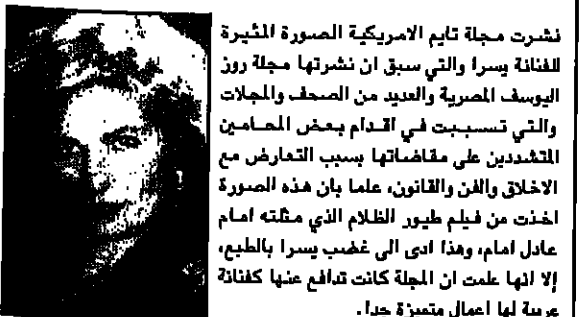 نشرت مجلة تايم الامريكية الصورة المثيرة
للفنانة يسرا والتي سبق ان نشرتها مجلة روز
اليوسف المصرية والعديد من الصحف والمجلات
والتي تسببت في اقدام بعض المحامين
المتشددين على مقاضاتها بسبب التعارض مع
الاخلاق والفن والقانون، علما بان هذه الصورة
اخذت من فيلم طيور الظلام الذي مثلته امام
عادل امام، وهذا ادى الى غضب يسرا بالطبع،
إلا انها علمت ان المجلة كانت تدافع عنها كفنانة
عربية لها اعمال متميزة جدا.